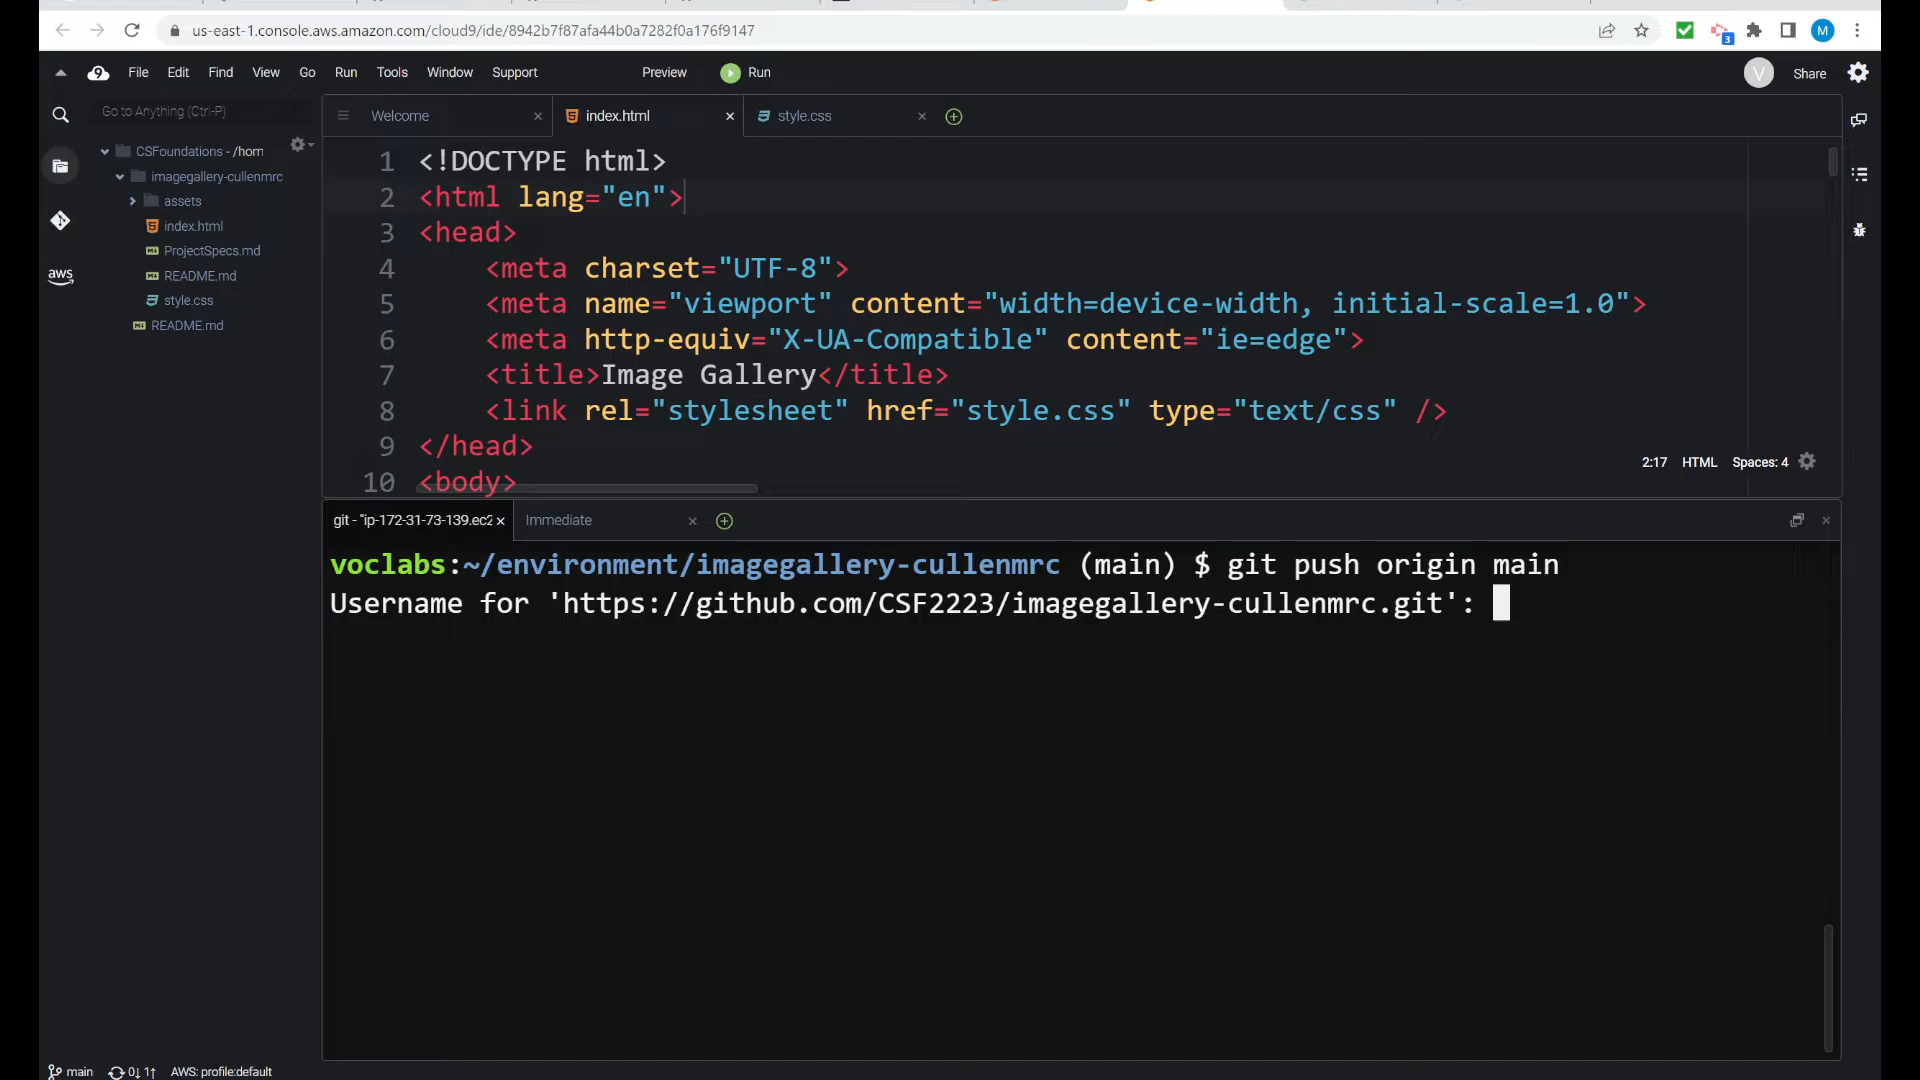 us-east-1.console.aws.amazon.com/cloud9/ide/8942b7f87afa44b0a7282f0a176f9147
3
M
9
File Edit Find View Go Run Tools Window Support Preview Run
V
Share
Go to Anything (Ctrl-P)
CSFoundations - /hom
imagegallery-cullenmrc
assets
index.html
ProjectSpecs.md
README.md
style.css
README.md
aws
Welcome
index.html
style.css
1 <!DOCTYPE html>
2 <html lang="en">
3 <head>
4 <meta charset="UTF-8">
5 <meta name="viewport" content="width=device-width, initial-scale=1.0">
6 <meta http-equiv="X-UA-Compatible" content="ie=edge">
7 <title>Image Gallery</title>
8 <link rel="stylesheet" href="style.css" type="text/css" />
9 </head>
10 <body>
2:17 HTML Spaces: 4
git - "ip-172-31-73-139.ec2
Immediate
voclabs:~/environment/imagegallery-cullenmrc (main) $ git push origin main
Username for 'https://github.com/CSF2223/imagegallery-cullenmrc.git':
main 0↓ 1↑ AWS: profile:default